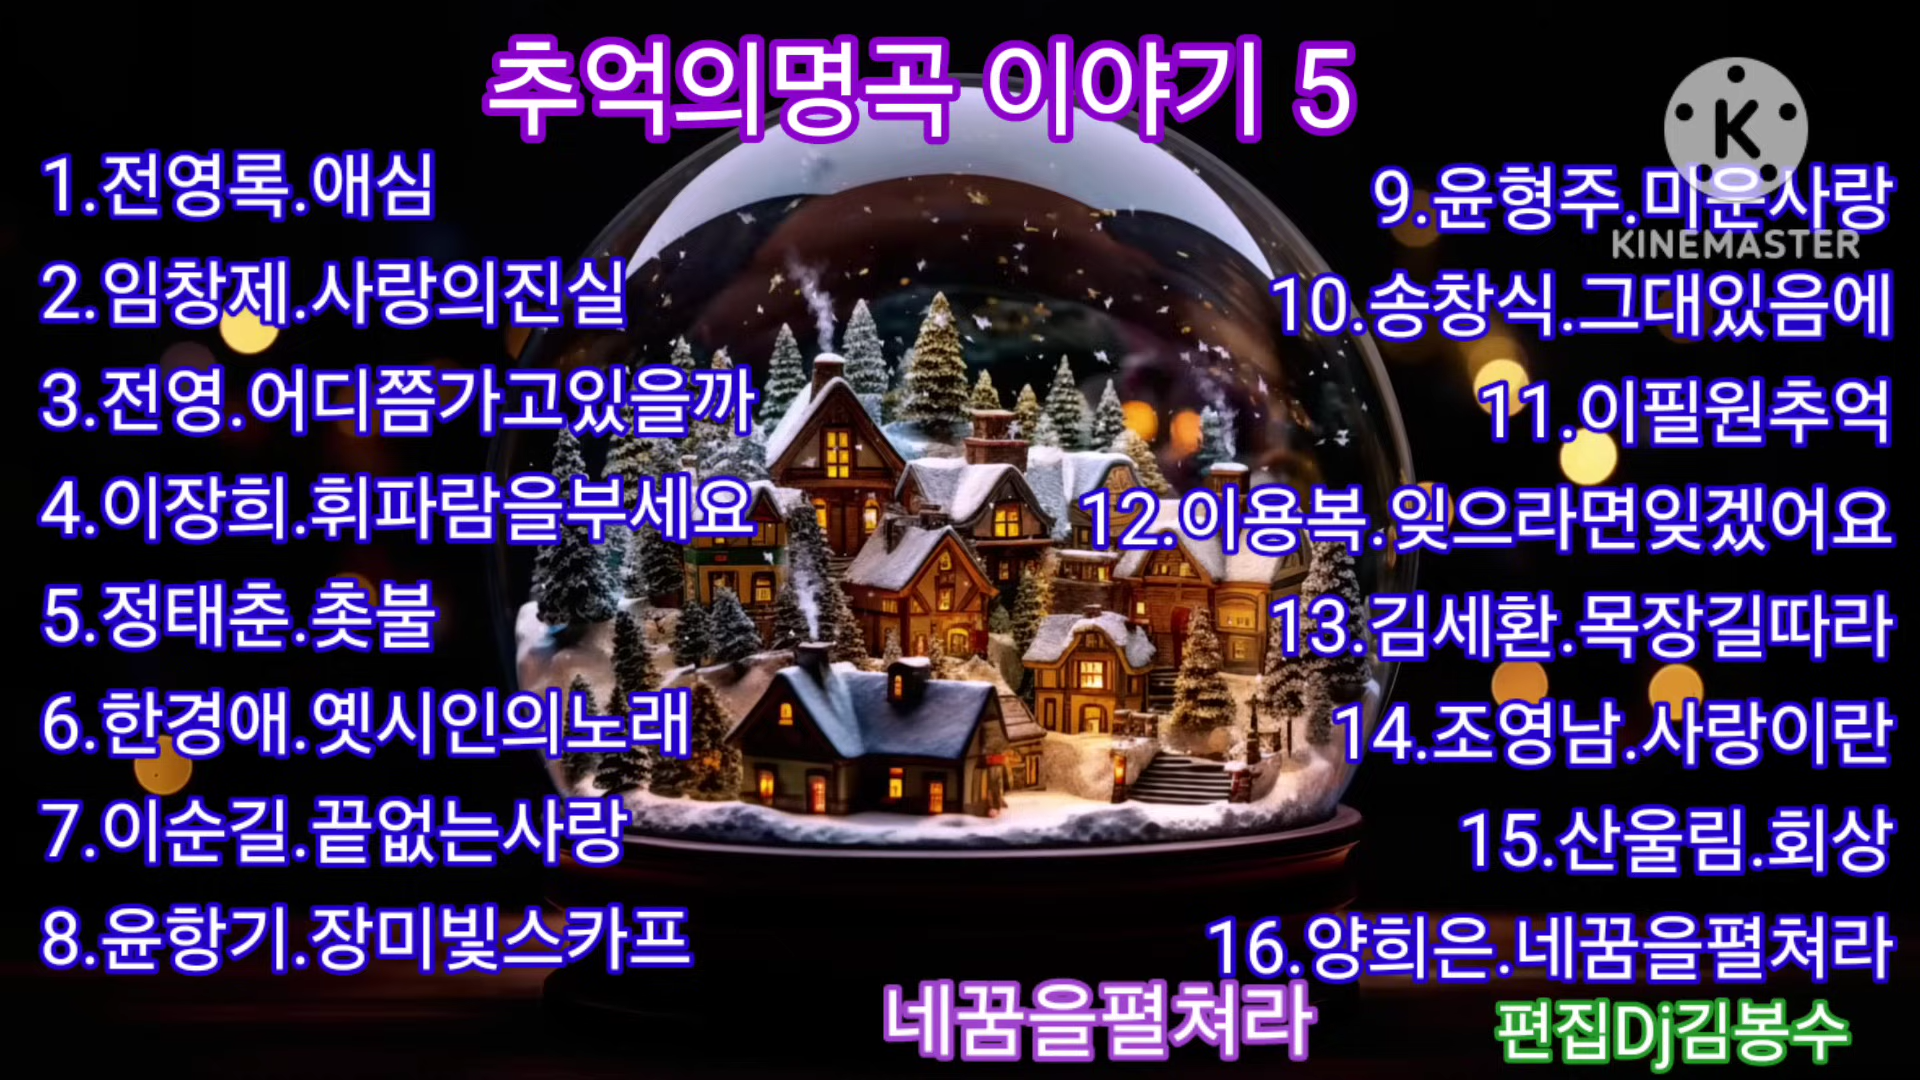 추억의명곡 이야기 5
1.전영록.애심
2.임창제.사랑의진실
3.전영.어디쯤가고있을까
4.이장희.휘파람을부세요
5.정태춘.촛불
6.한경애.옛시인의노래
7.이순길.끝없는사랑
8.윤항기.장미빛스카프
K
KINEMASTER
9.윤형주.미운사랑
10.송창식.그대있음에
11.이필원추억
12.이용복.잊으라면잊겠어요
13.김세환.목장길따라
14.조영남.사랑이란
15.산울림.회상
16.양희은.네꿈을펼쳐라
네꿈을펼쳐라
편집Dj김봉수